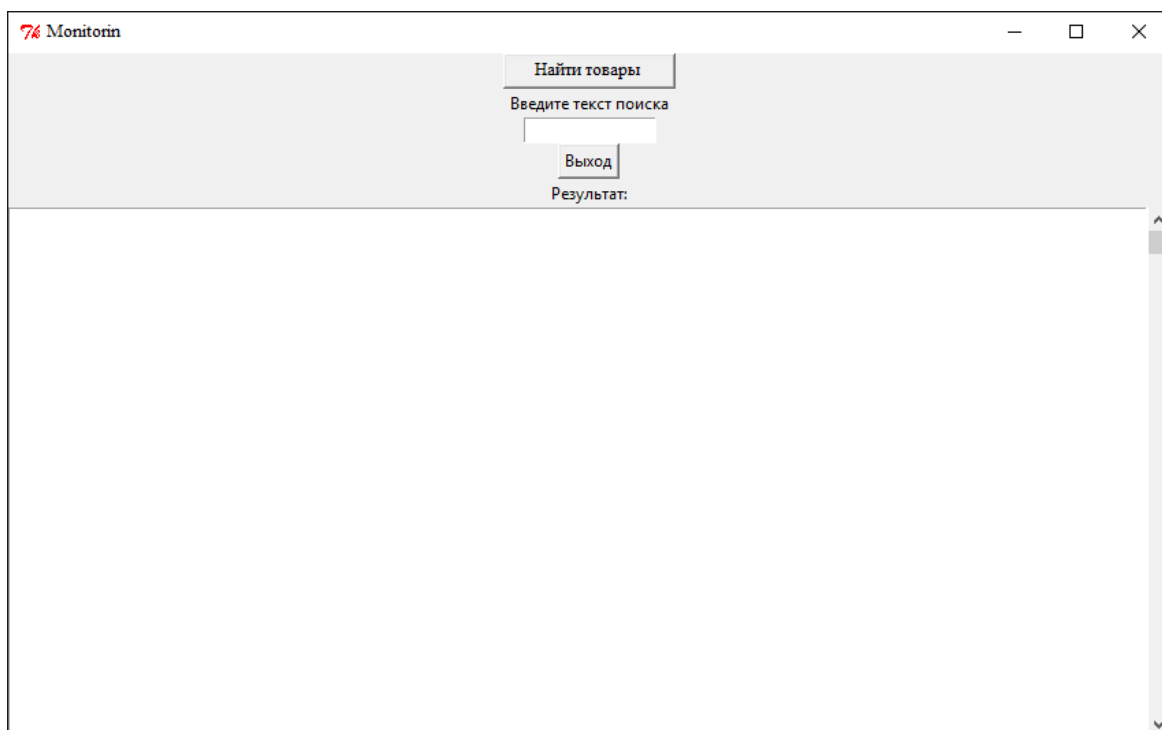 Monitorin
Найти товары
Введите текст поиска
Выход
Результат: